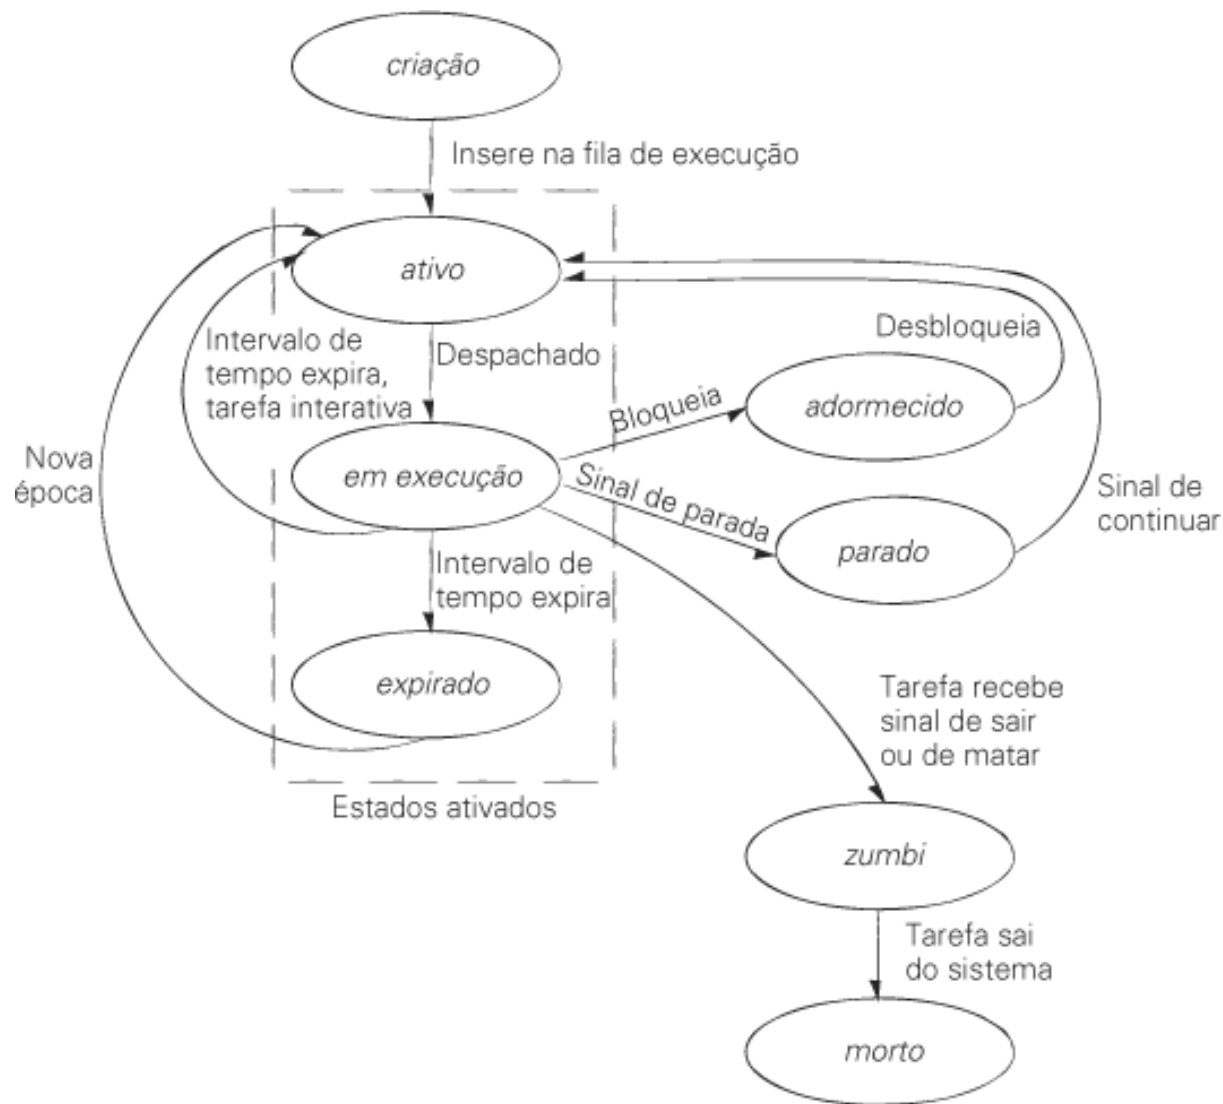 criação
Insere na fila de execução
ativo
Intervalo de
tempo expira,
tarefa interativa
Despachado
Desbloqueia
Bloqueia
adormecido
Nova
época
em execução
Sinal de parada
parado
Sinal de
continuar
Intervalo de
tempo expira
expirado
Tarefa recebe
sinal de sair
ou de matar
Estados ativados
zumbi
Tarefa sai
do sistema
morto